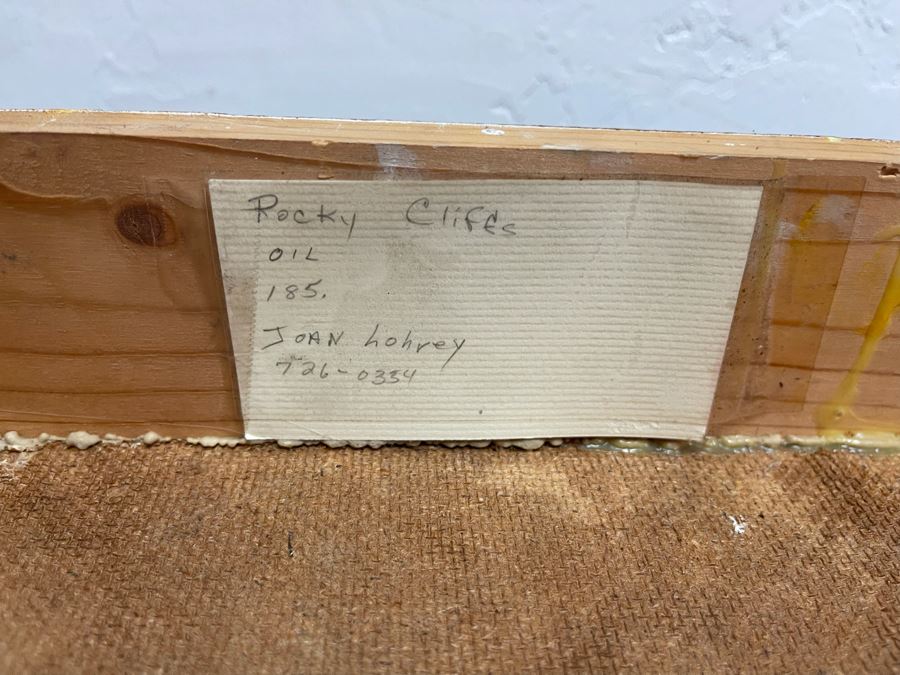 Rocky Cliffs
OIL
185.
JOAN Lohrey
726-0334